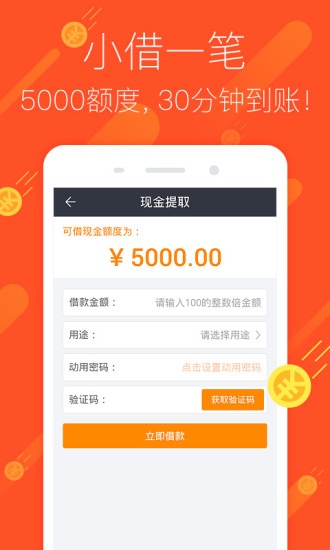 小借一笔
5000额度, 30分钟到账!
现金提取
可借现金额度为：
¥ 5000.00
借款金额： 请输入100的整数倍金额
用途： 请选择用途
动用密码： 点击设置动用密码
验证码： 获取验证码
立即借款